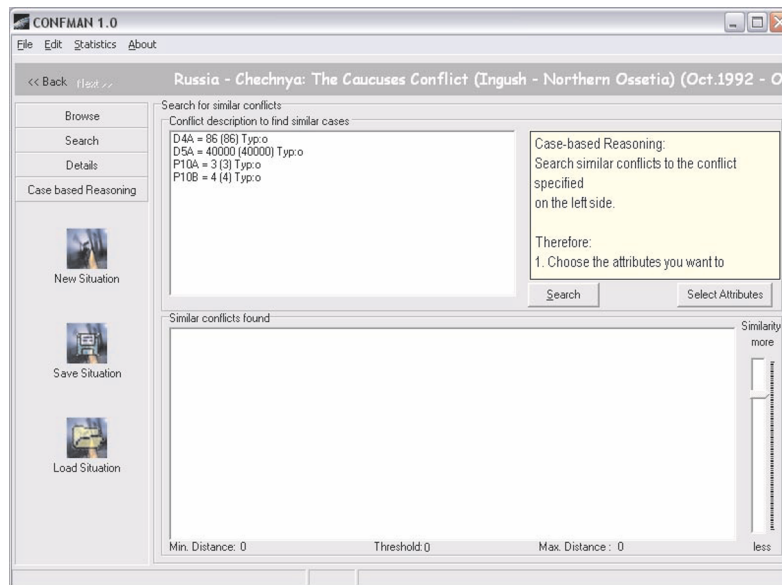 CONFMAN 1.0
File Edit Statistics About
<< Back Next >> Russia - Chechnya: The Caucuses Conflict (Ingush - Northern Ossetia) (Oct.1992 - O
Browse
Search
Details
Case based Reasoning
New Situation
Save Situation
Load Situation
Search for similar conflicts
Conflict description to find similar cases
D4A = 86 (86) Typ:o
D5A = 40000 (40000) Typ:o
P10A = 3 (3) Typ:o
P10B = 4 (4) Typ:o
Case-based Reasoning:
Search similar conflicts to the conflict
specified
on the left side.
Therefore:
1. Choose the attributes you want to
Search Select Attributes
Similar conflicts found
Similarity
more
less
Min. Distance: 0 Threshold: 0 Max. Distance : 0